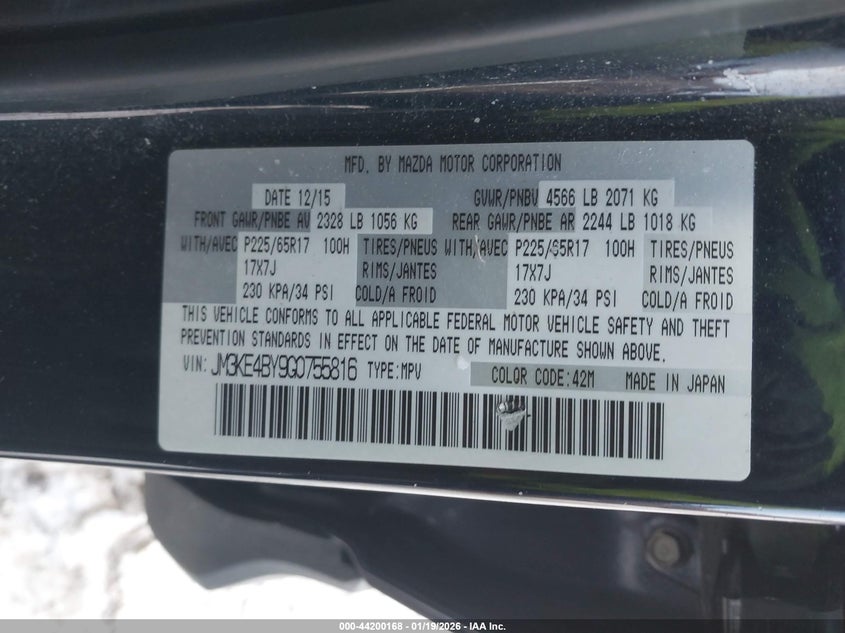 MFD. BY MAZDA MOTOR CORPORATION
DATE 12/15 GVWR/PNBV 4566 LB 2071 KG
FRONT GAWR/PNBE AV 2328 LB 1056 KG REAR GAWR/PNBE AR 2244 LB 1018 KG
WITH/AVEC P225/65R17 100H TIRES/PNEUS WITH/AVEC P225/65R17 100H TIRES/PNEUS
17X7J RIMS/JANTES 17X7J RIMS/JANTES
230 KPA/34 PSI COLD/A FROID 230 KPA/34 PSI COLD/A FROID
THIS VEHICLE CONFORMS TO ALL APPLICABLE FEDERAL MOTOR VEHICLE SAFETY AND THEFT
PREVENTION STANDARDS IN EFFECT ON THE DATE OF MANUFACTURE SHOWN ABOVE.
VIN: JM3KE4BY9G0755816 TYPE:MPV COLOR CODE:42M MADE IN JAPAN
000-44200168 - 01/19/2026 - IAA Inc.